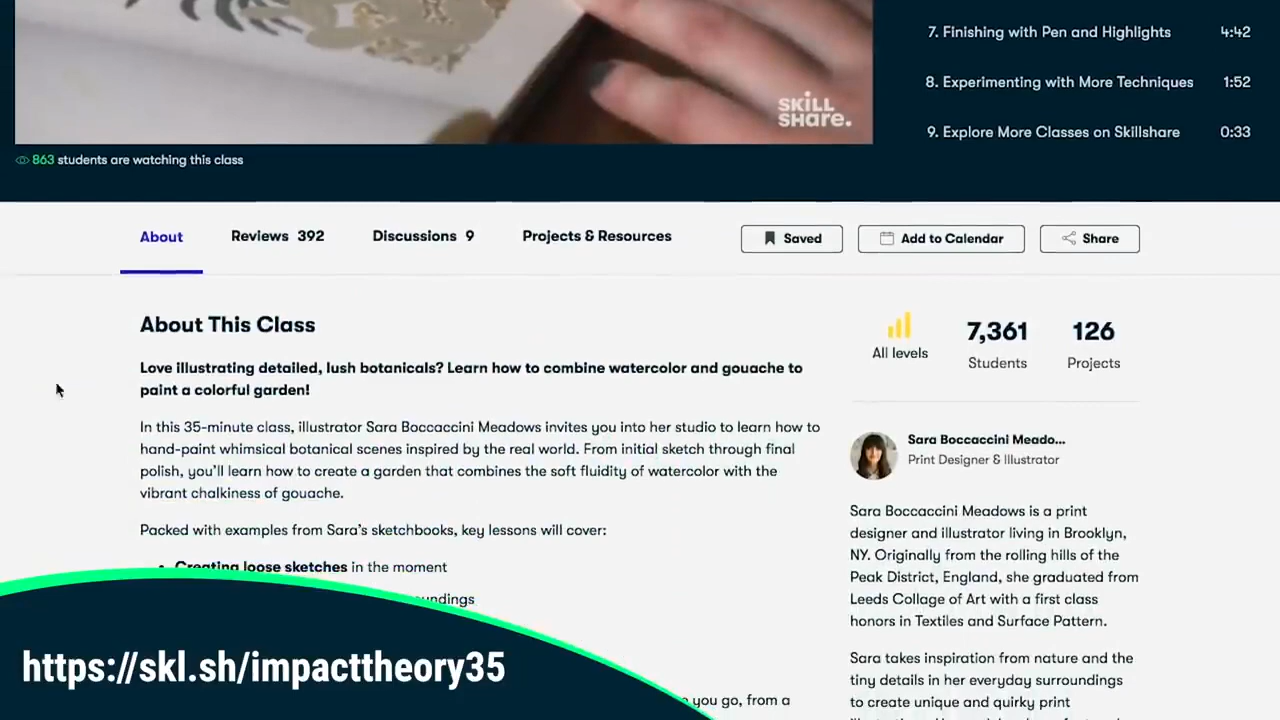 7. Finishing with Pen and Highlights 4:42
8. Experimenting with More Techniques 1:52
9. Explore More Classes on Skillshare 0:33
SKILL
SHARE.
863 students are watching this class
About Reviews 392 Discussions 9 Projects & Resources Saved Add to Calendar Share
About This Class
Love illustrating detailed, lush botanicals? Learn how to combine watercolor and gouache to
paint a colorful garden!
In this 35-minute class, illustrator Sara Boccaccini Meadows invites you into her studio to learn how to
hand-paint whimsical botanical scenes inspired by the real world. From initial sketch through final
polish, you'll learn how to create a garden that combines the soft fluidity of watercolor with the
vibrant chalkiness of gouache.
Packed with examples from Sara's sketchbooks, key lessons will cover:
• Creating loose sketches in the moment
you go, from a
All levels
7,361
Students
126
Projects
Sara Boccaccini Meado...
Print Designer & Illustrator
Sara Boccaccini Meadows is a print
designer and illustrator living in Brooklyn,
NY. Originally from the rolling hills of the
Peak District, England, she graduated from
Leeds Collage of Art with a first class
honors in Textiles and Surface Pattern.
Sara takes inspiration from nature and the
tiny details in her everyday surroundings
to create unique and quirky print
https://skl.sh/impacttheory35